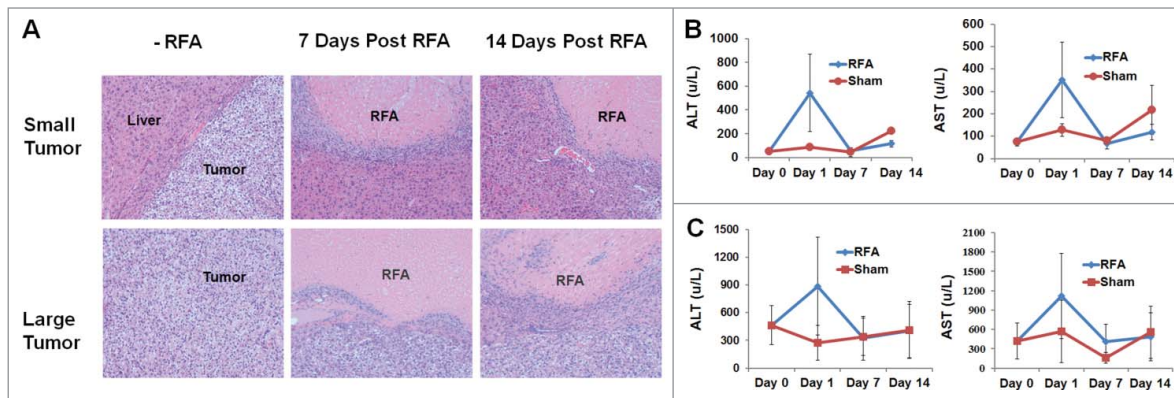 A
- RFA
7 Days Post RFA
14 Days Post RFA
Small
Tumor
Liver
Tumor
RFA
RFA
Large
Tumor
Tumor
RFA
RFA
B
ALT (u/L)
1000
800
600
400
200
0
RFA
Sham
Day 0 Day 1 Day 7 Day 14
AST (u/L)
600
500
400
300
200
100
0
RFA
Sham
Day 0 Day 1 Day 7 Day 14
C
ALT (u/L)
1500
1200
900
600
300
0
RFA
Sham
Day 0 Day 1 Day 7 Day 14
AST (u/L)
2100
1800
1500
1200
900
600
300
0
RFA
Sham
Day 0 Day 1 Day 7 Day 14